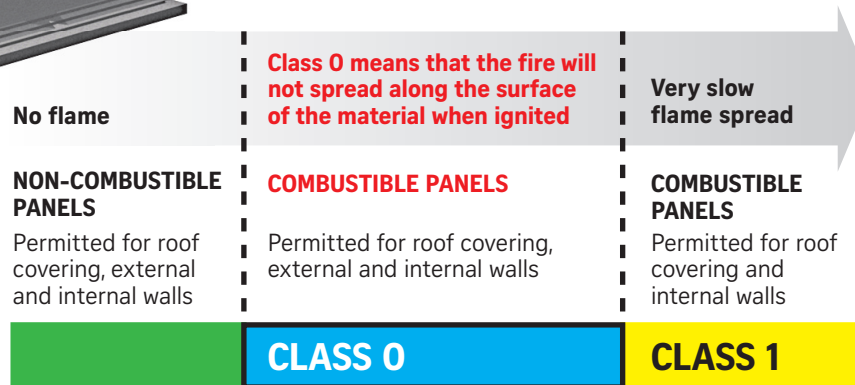 No flame
Class 0 means that the fire will
not spread along the surface
of the material when ignited
Very slow
flame spread
NON-COMBUSTIBLE
PANELS
Permitted for roof
covering, external
and internal walls
COMBUSTIBLE PANELS
Permitted for roof covering,
external and internal walls
COMBUSTIBLE
PANELS
Permitted for roof
covering and
internal walls
CLASS 0
CLASS 1